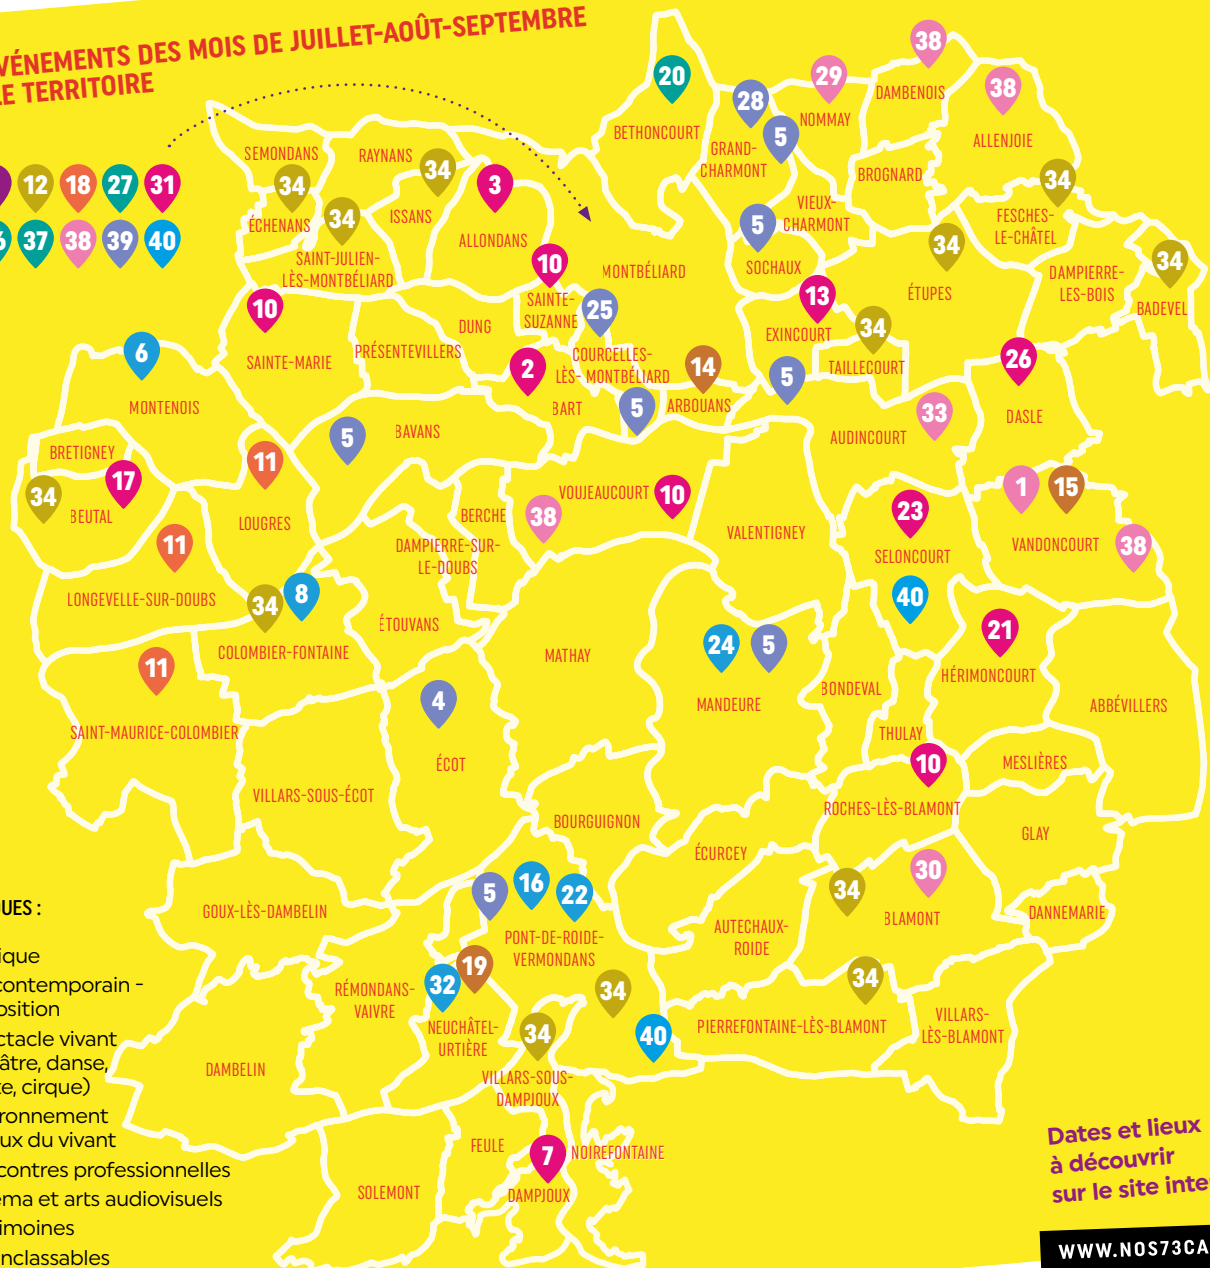 VÉNEMENTS DES MOIS DE JUILLET-AOÛT-SEPTEMBRE
LE TERRITOIRE
12 18 27 31
37 38 39 40
38
20
29
28
38
DAMBENOIS
BETHONCOURT
NOMMAY
5
GRAND-
CHARMONT
ALLENJOIE
SEMONDANS
RAYNANS
34
34
3
BROGNARD
34
ÉCHENANS
34
ISSANS
VIEUX-
CHARMONT
5
FESCHES-
LE-CHÂTEL
ALLONDANS
34
SAINT-JULIEN-
LÈS-MONTBÉLIARD
10
MONTBÉLIARD
SOCHAUX
DAMPIERRE-
LES-BOIS
34
BADEVEL
ÉTUPES
10
SAINTE-
SUZANNE
25
13
DUNG
EXINCOURT
34
6
SAINTE-MARIE
PRÉSENTEVILLERS
COURCELLES-
LÈS- MONTBÉLIARD
2
14
5
TAILLECOURT
26
MONTENOIS
BART
5
ARBOUANS
33
DASLE
5
BAVANS
AUDINCOURT
BRETIGNEY
11
17
34
BEUTAL
VOUJEAUCOURT
10
1
15
LOUGRES
BERCHE
38
23
VALENTIGNEY
11
DAMPIERRE-SUR-
LE-DOUBS
SELONCOURT
VANDONCOURT
38
LONGEVELLE-SUR-DOUBS
34
8
40
ÉTOUVANS
21
COLOMBIER-FONTAINE
11
MATHAY
24
5
HÉRIMONCOURT
4
BONDEVAL
MANDEURE
ABBÉVILLERS
SAINT-MAURICE-COLOMBIER
THULAY
ÉCOT
10
MESLIÈRES
VILLARS-SOUS-ÉCOT
ROCHES-LÈS-BLAMONT
BOURGUIGNON
GLAY
ÉCURCEY
5
16
22
34
30
UES :
GOUX-LÈS-DAMBELIN
BLAMONT
DANNEMARIE
PONT-DE-ROIDE-
VERMONDANS
AUTECHAUX-
ROIDE
ique
contemporain -
osition
19
32
RÉMONDANS-
VAIVRE
34
34
NEUCHÂTEL-
URTIÈRE
34
40
PIERREFONTAINE-LÈS-BLAMONT
VILLARS-
LÈS-BLAMONT
ctacle vivant
âtre, danse,
te, cirque)
DAMBELIN
VILLARS-SOUS-
DAMPJOUX
ronnement
ux du vivant
FEULE
7
NOIREFONTAINE
contres professionnelles
SOLEMONT
DAMPJOUX
éma et arts audiovisuels
rimoines
nclassables
Dates et lieux
à découvrir
sur le site inte
WWW.NOS73CA